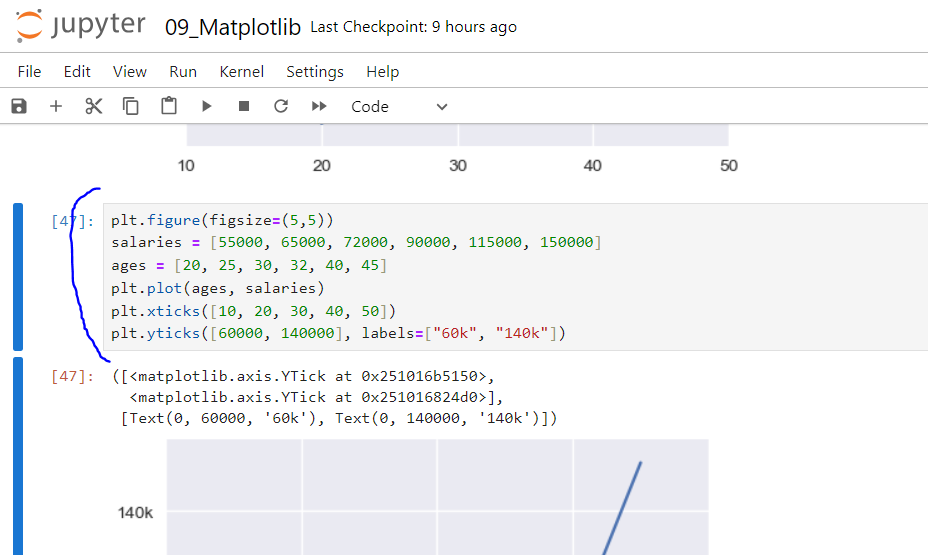 jupyter 09_Matplotlib Last Checkpoint: 9 hours ago
File Edit View Run Kernel Settings Help
Code
10 20 30 40 50
[47]: plt.figure(figsize=(5,5))
salaries = [55000, 65000, 72000, 90000, 115000, 150000]
ages = [20, 25, 30, 32, 40, 45]
plt.plot(ages, salaries)
plt.xticks([10, 20, 30, 40, 50])
plt.yticks([60000, 140000], labels=["60k", "140k"])
[47]: ([<matplotlib.axis.YTick at 0x251016b5150>,
<matplotlib.axis.YTick at 0x251016824d0>],
[Text(0, 60000, '60k'), Text(0, 140000, '140k')])
140k